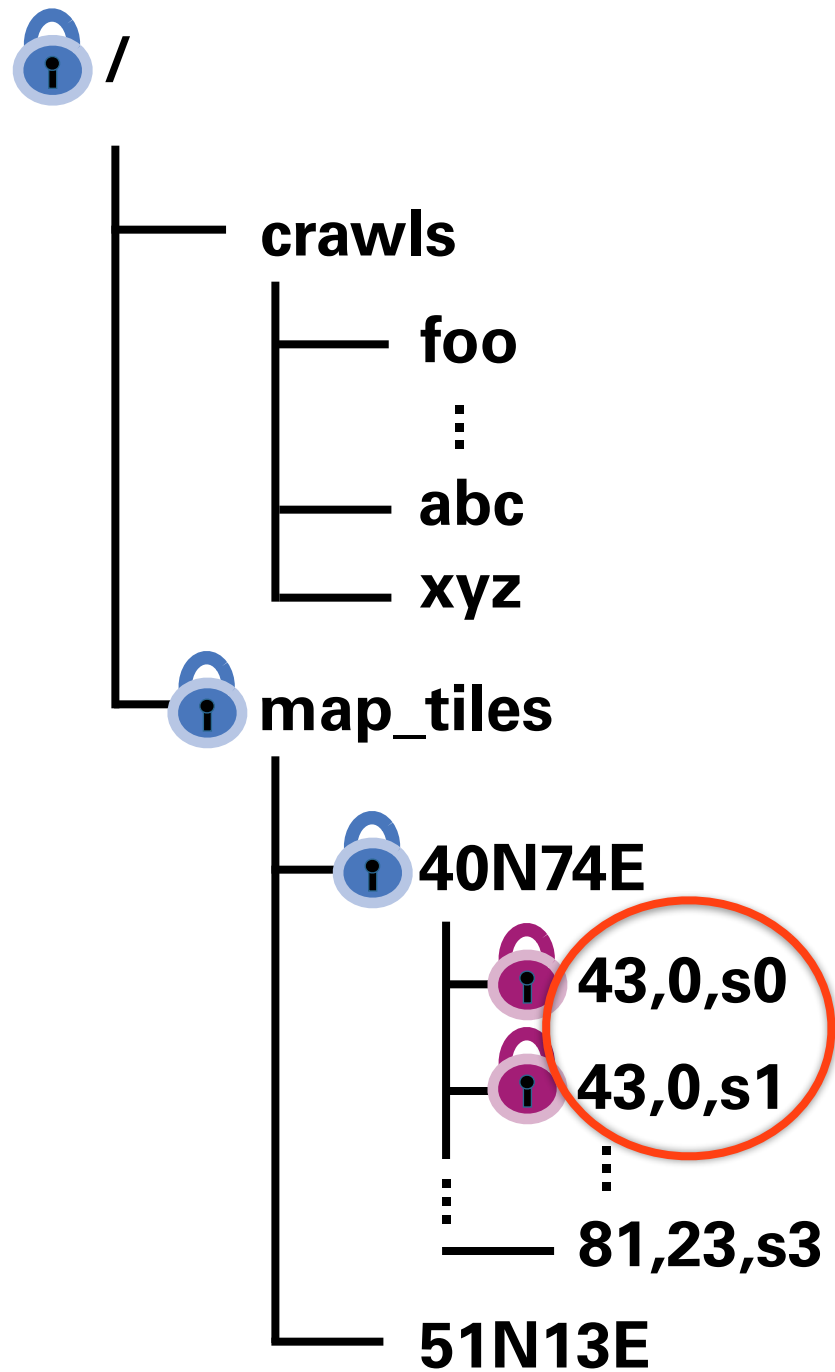 /
crawls
foo
abc
xyz
map_tiles
40N74E
43,0,s0
43,0,s1
81,23,s3
51N13E